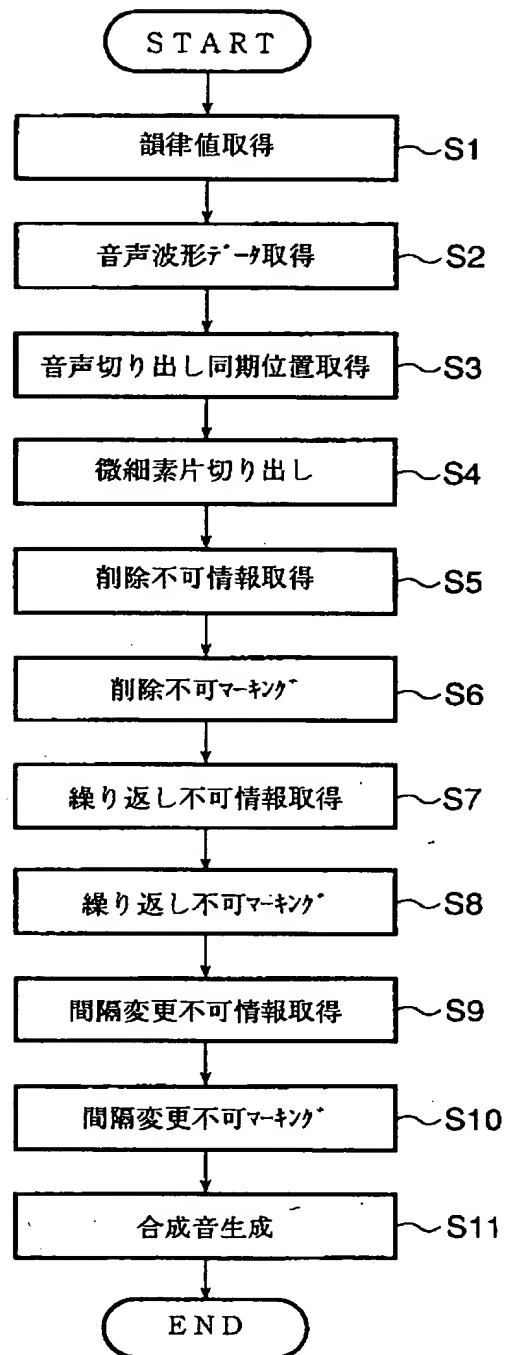 START
韻律値取得 S1
音声波形ﾃﾞｰﾀ取得 S2
音声切り出し同期位置取得 S3
微細素片切り出し S4
削除不可情報取得 S5
削除不可ﾏｰｷﾝｸﾞ S6
繰り返し不可情報取得 S7
繰り返し不可ﾏｰｷﾝｸﾞ S8
間隔変更不可情報取得 S9
間隔変更不可ﾏｰｷﾝｸﾞ S10
合成音生成 S11
END